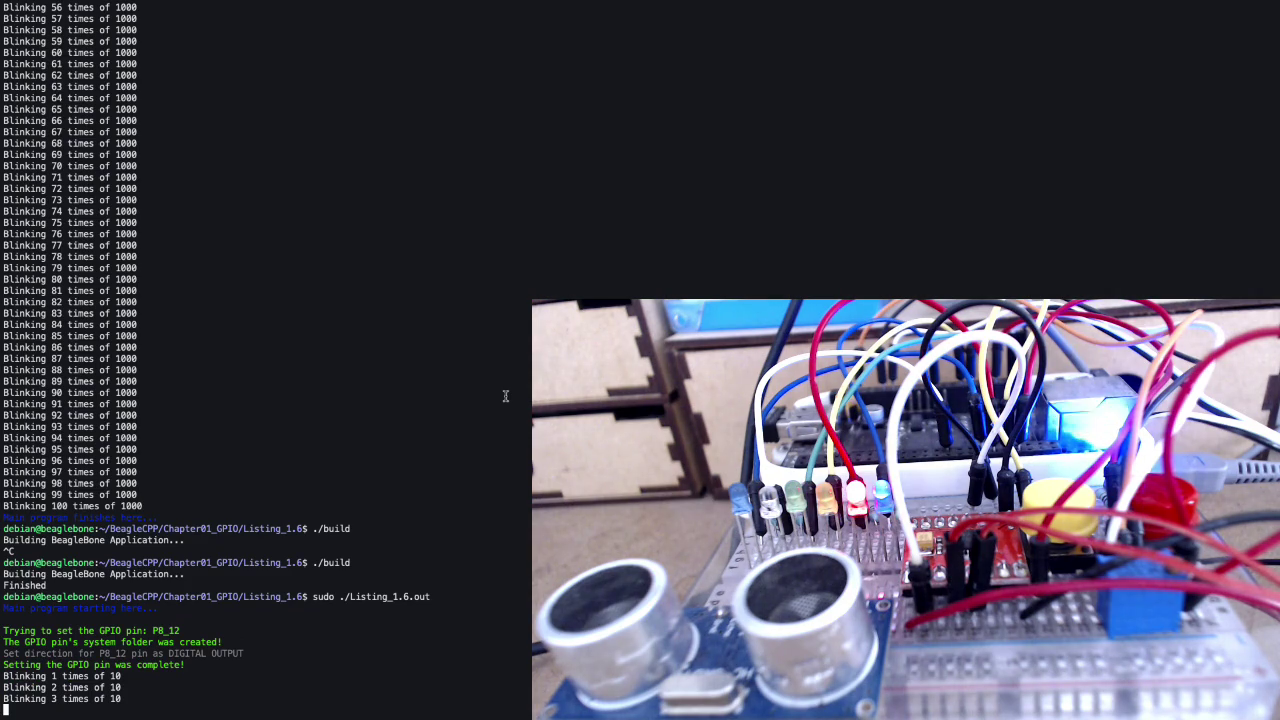 Blinking 56 times of 1000
Blinking 57 times of 1000
Blinking 58 times of 1000
Blinking 59 times of 1000
Blinking 60 times of 1000
Blinking 61 times of 1000
Blinking 62 times of 1000
Blinking 63 times of 1000
Blinking 64 times of 1000
Blinking 65 times of 1000
Blinking 66 times of 1000
Blinking 67 times of 1000
Blinking 68 times of 1000
Blinking 69 times of 1000
Blinking 70 times of 1000
Blinking 71 times of 1000
Blinking 72 times of 1000
Blinking 73 times of 1000
Blinking 74 times of 1000
Blinking 75 times of 1000
Blinking 76 times of 1000
Blinking 77 times of 1000
Blinking 78 times of 1000
Blinking 79 times of 1000
Blinking 80 times of 1000
Blinking 81 times of 1000
Blinking 82 times of 1000
Blinking 83 times of 1000
Blinking 84 times of 1000
Blinking 85 times of 1000
Blinking 86 times of 1000
Blinking 87 times of 1000
Blinking 88 times of 1000
Blinking 89 times of 1000
Blinking 90 times of 1000
Blinking 91 times of 1000
Blinking 92 times of 1000
Blinking 93 times of 1000
Blinking 94 times of 1000
Blinking 95 times of 1000
Blinking 96 times of 1000
Blinking 97 times of 1000
Blinking 98 times of 1000
Blinking 99 times of 1000
Blinking 100 times of 1000
Main program finishes here...
debian@beaglebone:~/BeagleCPP/Chapter01_GPIO/Listing_1.6$ ./build
Building BeagleBone Application...
^C
debian@beaglebone:~/BeagleCPP/Chapter01_GPIO/Listing_1.6$ ./build
Building BeagleBone Application...
Finished
debian@beaglebone:~/BeagleCPP/Chapter01_GPIO/Listing_1.6$ sudo ./Listing_1.6.out
Main program starting here...
Trying to set the GPIO pin: P8_12
The GPIO pin's system folder was created!
Set direction for P8_12 pin as DIGITAL OUTPUT
Setting the GPIO pin was complete!
Blinking 1 times of 10
Blinking 2 times of 10
Blinking 3 times of 10